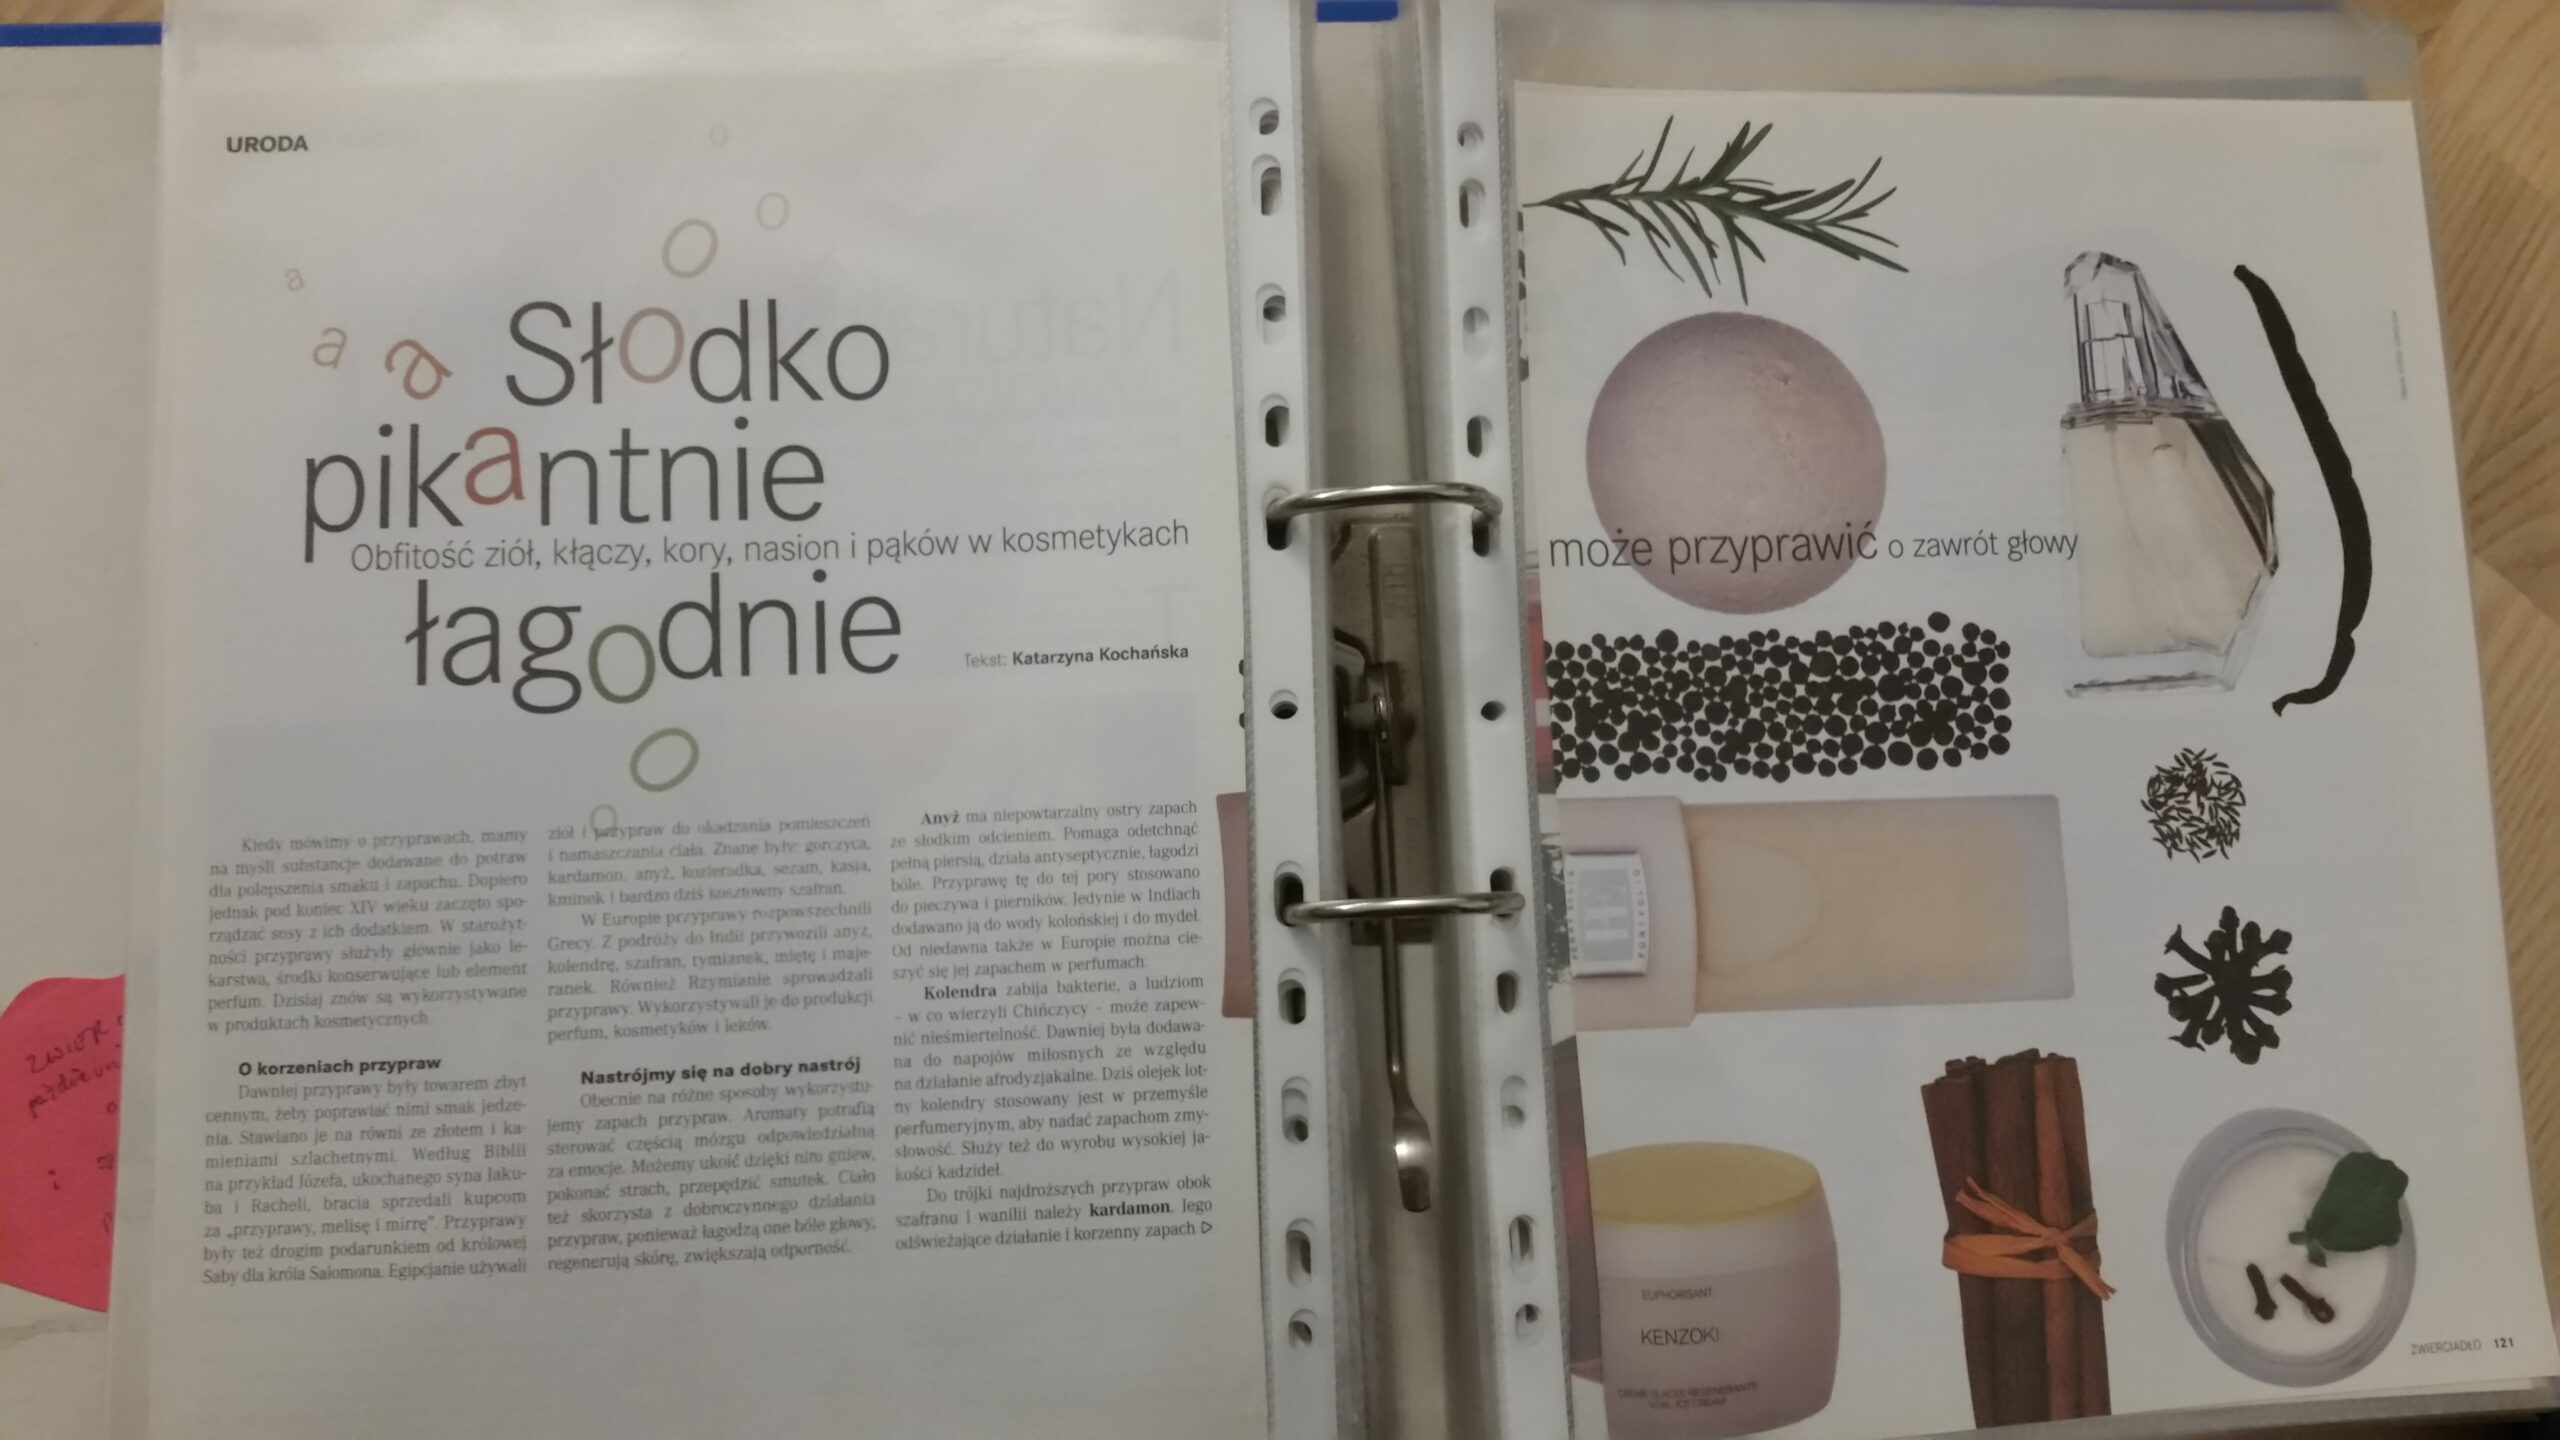 URODA
o
o
O
a
a
a
Słodko
pikantnie
Obfitość ziół, kłączy, kory, nasion i pąków w kosmetykach
łagodnie
Tekst: Katarzyna Kochańska
O
o
Kiedy mówimy o przyprawach, mamy
na myśli substancje dodawane do potraw
dla polepszenia smaku i zapachu. Dopiero
jednak pod koniec XIV wieku zaczęto spo-
rządzać sosy z ich dodatkiem. W starożyt-
ności przyprawy służyły głównie jako le-
karstwa, środki konserwujące lub element
perfum. Dzisiaj znów są wykorzystywane
w produktach kosmetycznych.
O korzeniach przypraw
Dawniej przyprawy były towarem zbyt
cennym, żeby poprawiać nimi smak jedze-
nia. Stawiano je na równi ze złotem i ka-
mieniami szlachetnymi. Według Biblii
na przykład Józefa, ukochanego syna Jaku-
ba i Racheli, bracia sprzedali kupcom
za „przyprawy, melisę i mirrę”. Przyprawy
były też drogim podarunkiem od królowej
Saby dla króla Salomona. Egipcjanie używali
ziół i przypraw do okadzania pomieszczeń
i namaszczania ciała. Znane były: gorczyca,
kardamon, anyż, kozieradka, sezam, kasja,
kminek i bardzo dziś kosztowny szafran.
W Europie przyprawy rozpowszechnili
Grecy. Z podróży do Indii przywozili anyż,
kolendrę, szafran, tymianek, miętę i maje-
ranek. Również Rzymianie sprowadzali
przyprawy. Wykorzystywali je do produkcji
perfum, kosmetyków i leków.
Nastrójmy się na dobry nastrój
Obecnie na różne sposoby wykorzystu-
jemy zapach przypraw. Aromaty potrafią
sterować częścią mózgu odpowiedzialną
za emocje. Możemy ukoić dzięki nim gniew,
pokonać strach, przepędzić smutek. Ciało
też skorzysta z dobroczynnego działania
przypraw, ponieważ łagodzą one bóle głowy,
regenerują skórę, zwiększają odporność.
Anyż ma niepowtarzalny ostry zapach
ze słodkim odcieniem. Pomaga odetchnąć
pełną piersią, działa antyseptycznie, łagodzi
bóle. Przyprawę tę do tej pory stosowano
do pieczywa i pierników. Jedynie w Indiach
dodawano ją do wody kolońskiej i do mydeł.
Od niedawna także w Europie można cie-
szyć się jej zapachem w perfumach.
Kolendra zabija bakterie, a ludziom
– w co wierzyli Chińczycy – może zapew-
nić nieśmiertelność. Dawniej była dodawa-
na do napojów miłosnych ze względu
na działanie afrodyzjakalne. Dziś olejek lot-
ny kolendry stosowany jest w przemyśle
perfumeryjnym, aby nadać zapachom zmy-
słowość. Służy też do wyrobu wysokiej ja-
kości kadzideł.
Do trójki najdroższych przypraw obok
szafranu i wanilii należy kardamon. Jego
odświeżające działanie i korzenny zapach ▷
może przyprawić o zawrót głowy
PERRY ELLIS
PE
PORTFOLIO
EUPHORISANT
KENZOKI
CRÈME GLACÉE RÉGÉNÉRANTE
VITAL-ICE CREAM
ZWIERCIADŁO 121